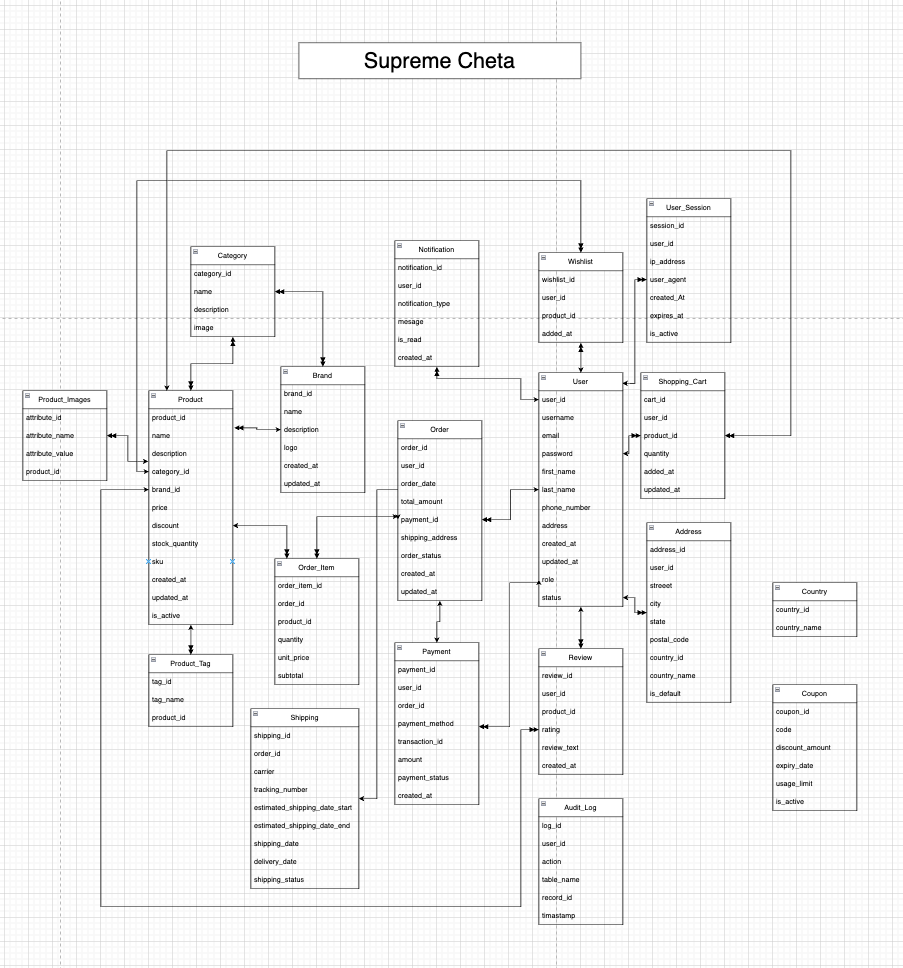 Supreme Cheta
User_Session
session_id
user_id
ip_address
user_agent
created_At
expires_at
is_active
Category
category_id
name
description
image
Notification
notification_id
user_id
notification_type
mesage
is_read
created_at
Wishlist
wishlist_id
user_id
product_id
added_at
Brand
brand_id
name
description
logo
created_at
updated_at
User
user_id
username
email
password
first_name
last_name
phone_number
address
created_at
updated_at
role
status
Shopping_Cart
cart_id
user_id
product_id
quantity
added_at
updated_at
Product_Images
attribute_id
attribute_name
attribute_value
product_id
Product
product_id
name
description
category_id
brand_id
price
discount
stock_quantity
sku
created_at
updated_at
is_active
Order
order_id
user_id
order_date
total_amount
payment_id
shipping_address
order_status
created_at
updated_at
Address
address_id
user_id
streeet
city
state
postal_code
country_id
country_name
is_default
Order_Item
order_item_id
order_id
product_id
quantity
unit_price
subtotal
Country
country_id
country_name
Product_Tag
tag_id
tag_name
product_id
Payment
payment_id
user_id
order_id
payment_method
transaction_id
amount
payment_status
created_at
Review
review_id
user_id
product_id
rating
review_text
created_at
Coupon
coupon_id
code
discount_amount
expiry_date
usage_limit
is_active
Shipping
shipping_id
order_id
carrier
tracking_number
estimated_shipping_date_start
estimated_shipping_date_end
shipping_date
delivery_date
shipping_status
Audit_Log
log_id
user_id
action
table_name
record_id
timestamp